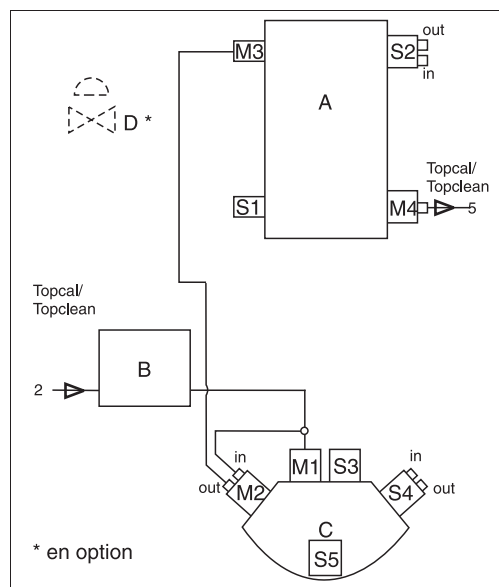 M3
S2
out
in
A
D *
S1
M4
Topcal/
Topclean
5
Topcal/
Topclean
2
B
in
out
M2
M1
S3
in
S4
out
C
S5
* en option